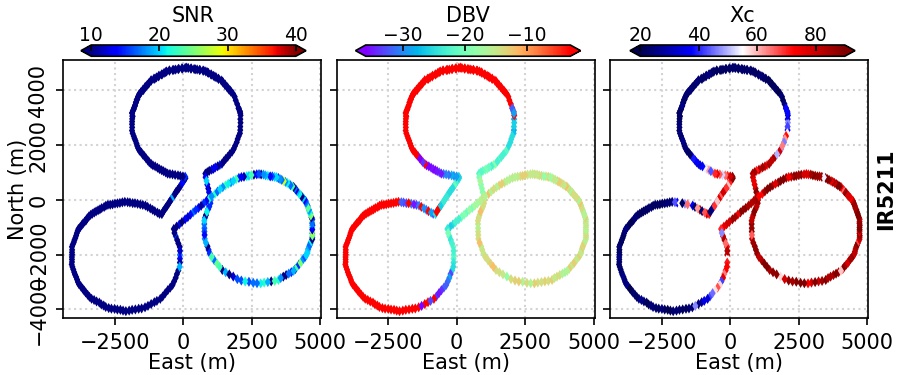 SNR DBV Xc
10 20 30 40 −30 −20 −10 20 40 60 80
4000
2000
0
−2000
−4000
North (m)
−2500 0 2500 5000 −2500 0 2500 5000 −2500 0 2500 5000
East (m) East (m) East (m)
IR5211